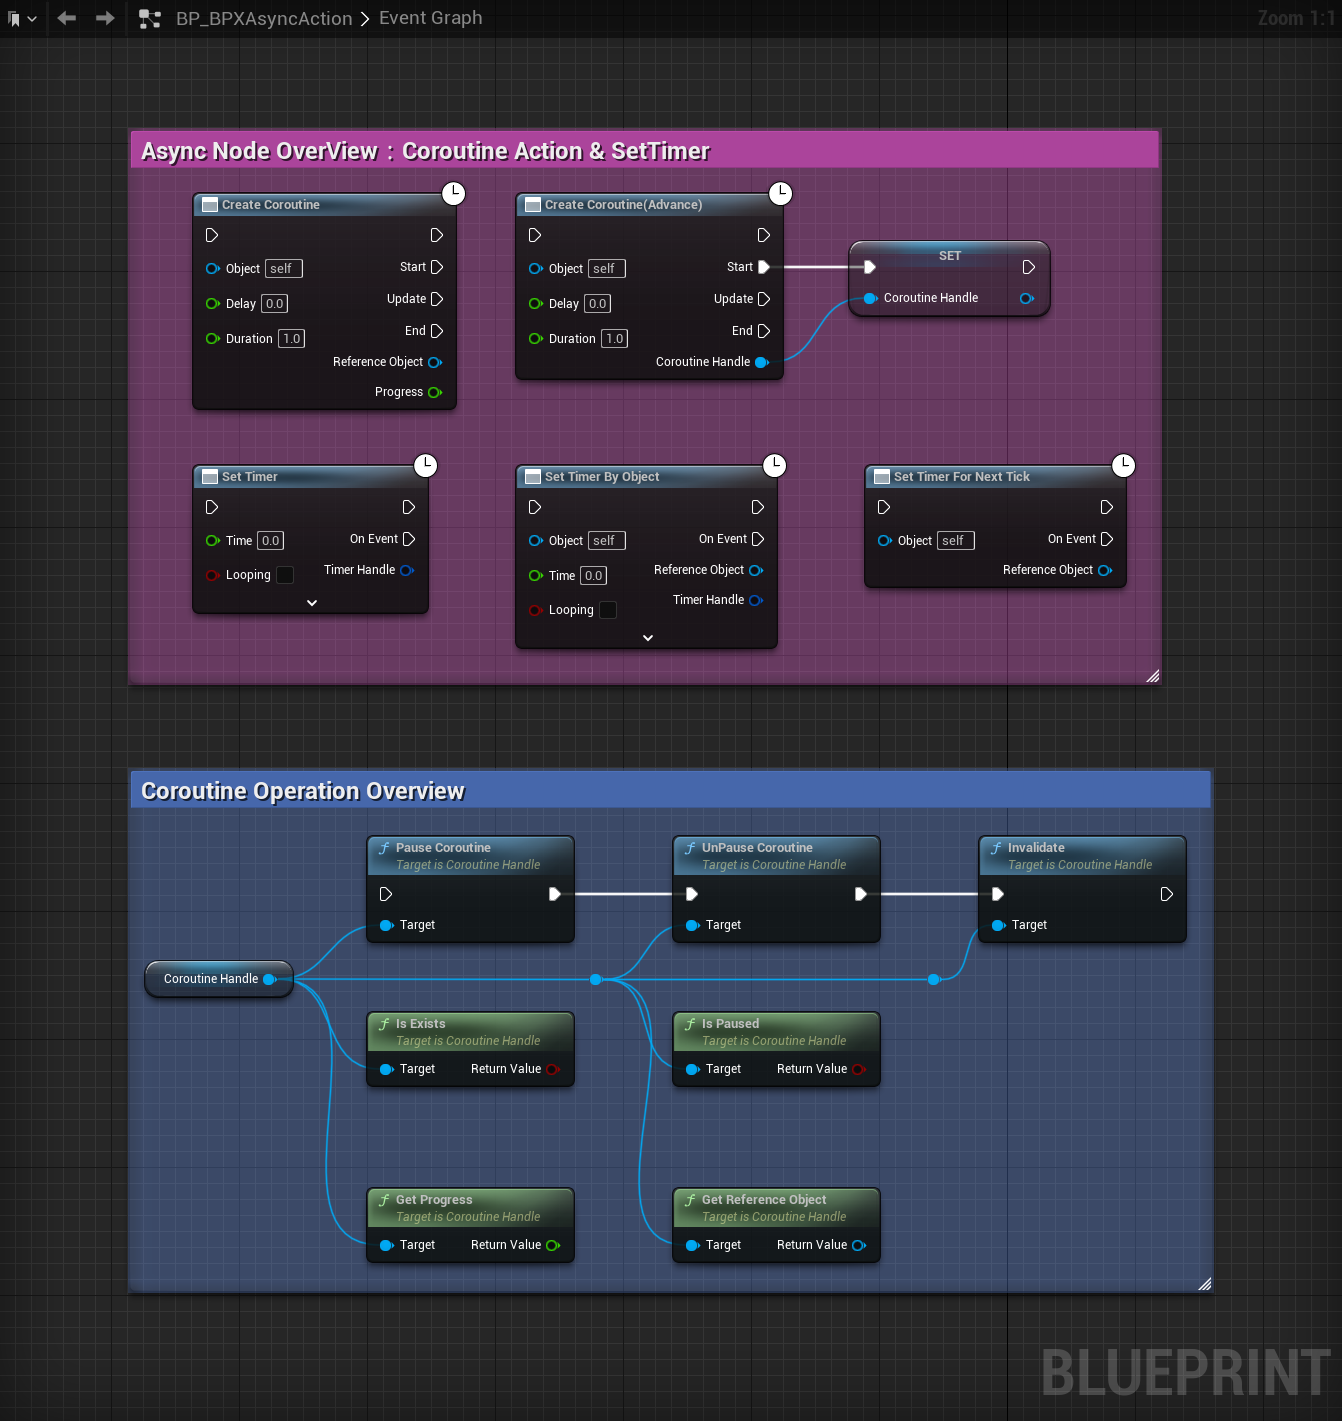 BP_BPXAsyncAction > Event Graph
Zoom 1:1
Async Node OverView : Coroutine Action & SetTimer
Create Coroutine
Object self
Start
Delay 0.0
Update
Duration 1.0
End
Reference Object
Progress
Create Coroutine(Advance)
Object self
Start
Delay 0.0
Update
Duration 1.0
End
Coroutine Handle
SET
Coroutine Handle
Set Timer
Time 0.0
On Event
Looping
Timer Handle
Set Timer By Object
Object self
On Event
Time 0.0
Reference Object
Looping
Timer Handle
Set Timer For Next Tick
Object self
On Event
Reference Object
Coroutine Operation Overview
Pause Coroutine
Target is Coroutine Handle
Target
UnPause Coroutine
Target is Coroutine Handle
Target
Invalidate
Target is Coroutine Handle
Target
Coroutine Handle
Is Exists
Target is Coroutine Handle
Target Return Value
Is Paused
Target is Coroutine Handle
Target Return Value
Get Progress
Target is Coroutine Handle
Target Return Value
Get Reference Object
Target is Coroutine Handle
Target Return Value
BLUEPRINT